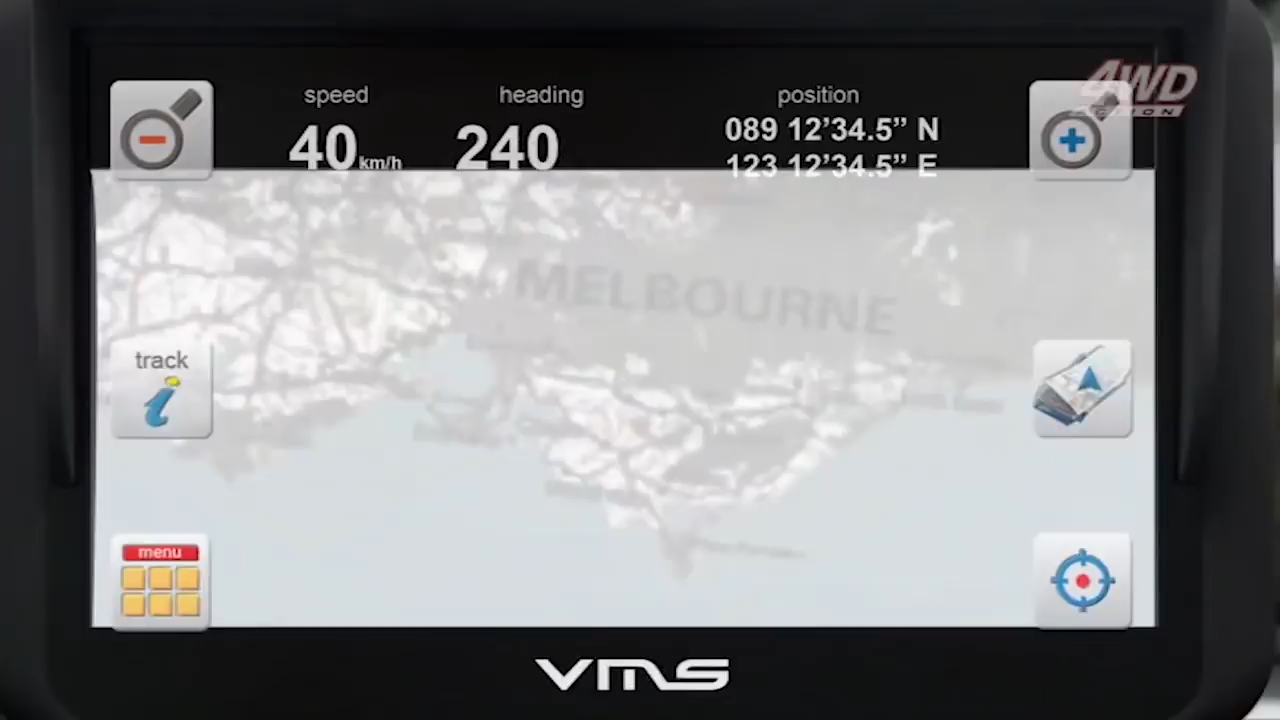 4WD
ACTION
speed
heading
position
40 km/h
240
089 12’34.5” N
123 12’34.5” E
MELBOURNE
track
menu
VMS